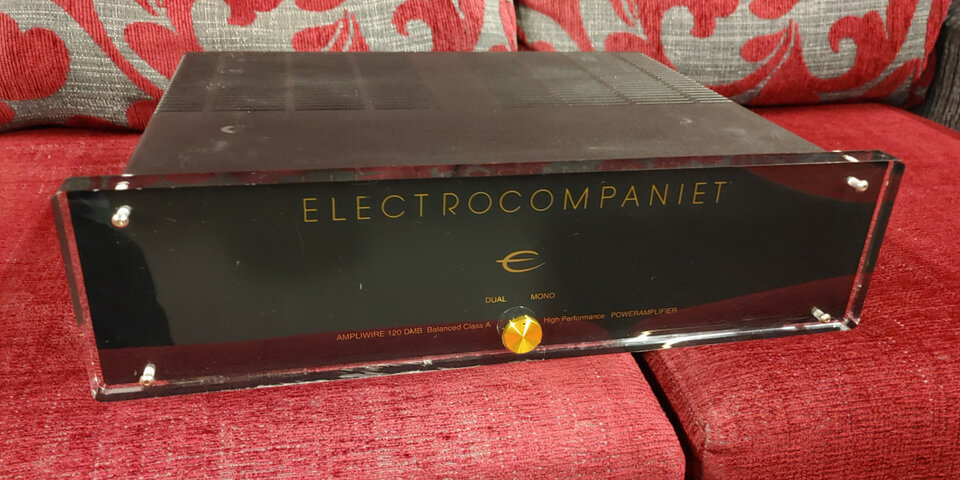 ELECTROCOMPANIET
DUAL MONO
AMPLIWIRE 120 DMB Balanced Class A High Performance POWERAMPLIFIER